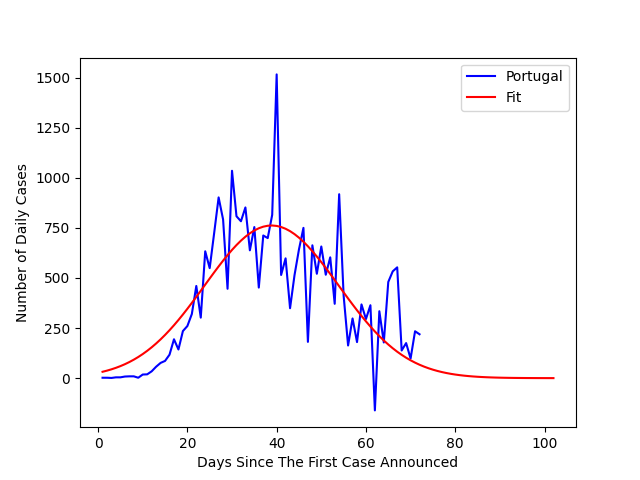 Portugal
Fit
1500
1250
1000
750
500
250
0
Number of Daily Cases
0 20 40 60 80 100
Days Since The First Case Announced